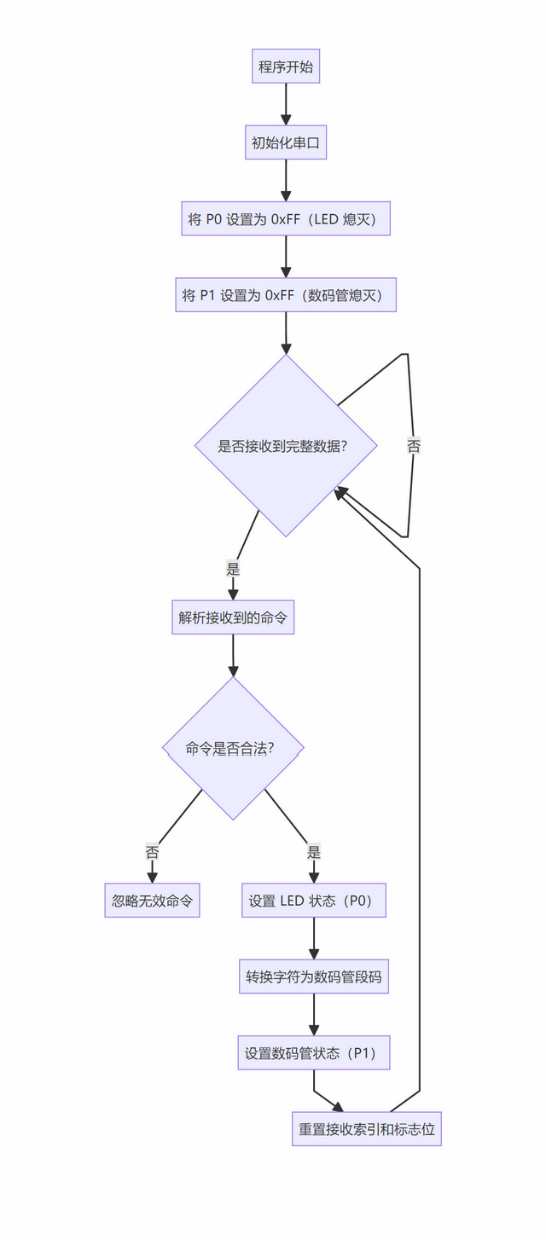 程序开始
初始化串口
将 P0 设置为 0xFF（LED 熄灭）
将 P1 设置为 0xFF（数码管熄灭）
是否接收到完整数据?
否
是
解析接收到的命令
命令是否合法?
否
是
忽略无效命令
设置 LED 状态（P0）
转换字符为数码管段码
设置数码管状态（P1）
重置接收索引和标志位